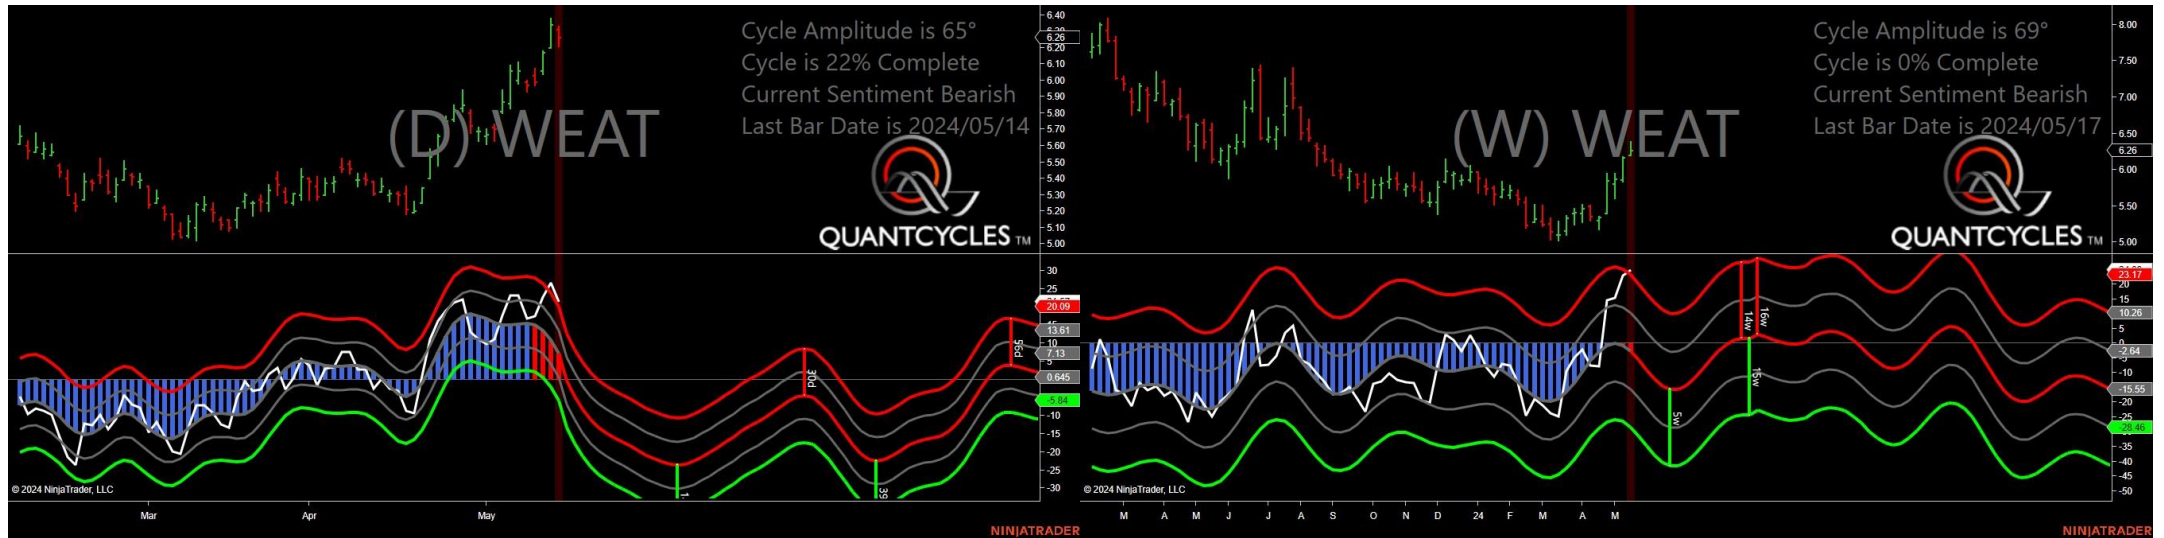 Cycle Amplitude is 65°
Cycle is 22% Complete
Current Sentiment Bearish
Last Bar Date is 2024/05/14
(D) WEAT
QUANTCYCLES TM
6.40
6.26
6.20
6.10
6.00
5.90
5.80
5.70
5.60
5.50
5.40
5.30
5.20
5.10
5.00
30
25
20.09
13.61
10
7.13
5
0.645
-5.84
-10
-15
-20
-25
-30
30d
56d
39
© 2024 NinjaTrader, LLC
Mar
Apr
May
NINJATRADER
Cycle Amplitude is 69°
Cycle is 0% Complete
Current Sentiment Bearish
Last Bar Date is 2024/05/17
(W) WEAT
QUANTCYCLES TM
8.00
7.50
7.00
6.50
6.26
6.00
5.50
5.00
23.17
20
15
10.26
5
0
-2.64
-10
-15.55
-20
-25
-28.46
-35
-40
-45
-50
14w
16w
15w
5w
© 2024 NinjaTrader, LLC
M
A
M
J
J
A
S
O
N
D
24
F
M
A
M
NINJATRADER